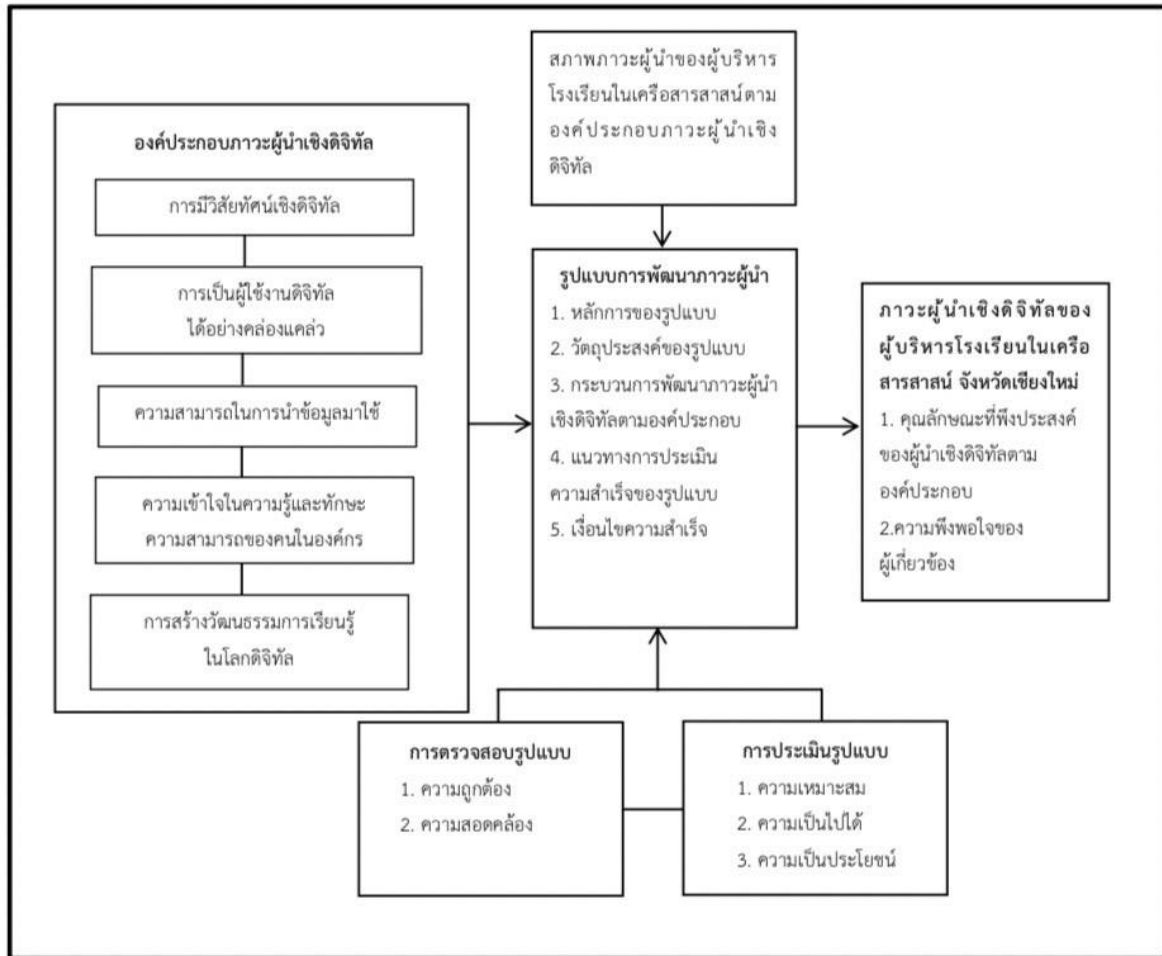 สภาพภาวะผู้นำของผู้บริหาร
โรงเรียนในเครือสารสาสน์ตาม
องค์ประกอบภาวะผู้นำเชิง
ดิจิทัล
องค์ประกอบภาวะผู้นำเชิงดิจิทัล
การมีวิสัยทัศน์เชิงดิจิทัล
การเป็นผู้ใช้งานดิจิทัล
ได้อย่างคล่องแคล่ว
ความสามารถในการนำข้อมูลมาใช้
ความเข้าใจในความรู้และทักษะ
ความสามารถของคนในองค์กร
การสร้างวัฒนธรรมการเรียนรู้
ในโลกดิจิทัล
รูปแบบการพัฒนาภาวะผู้นำ
1. หลักการของรูปแบบ
2. วัตถุประสงค์ของรูปแบบ
3. กระบวนการพัฒนาภาวะผู้นำ
เชิงดิจิทัลตามองค์ประกอบ
4. แนวทางการประเมิน
ความสำเร็จของรูปแบบ
5. เงื่อนไขความสำเร็จ
ภาวะผู้นำเชิงดิจิทัลของ
ผู้บริหารโรงเรียนในเครือ
สารสาสน์ จังหวัดเชียงใหม่
1. คุณลักษณะที่พึงประสงค์
ของผู้นำเชิงดิจิทัลตาม
องค์ประกอบ
2.ความพึงพอใจของ
ผู้เกี่ยวข้อง
การตรวจสอบรูปแบบ
1. ความถูกต้อง
2. ความสอดคล้อง
การประเมินรูปแบบ
1. ความเหมาะสม
2. ความเป็นไปได้
3. ความเป็นประโยชน์